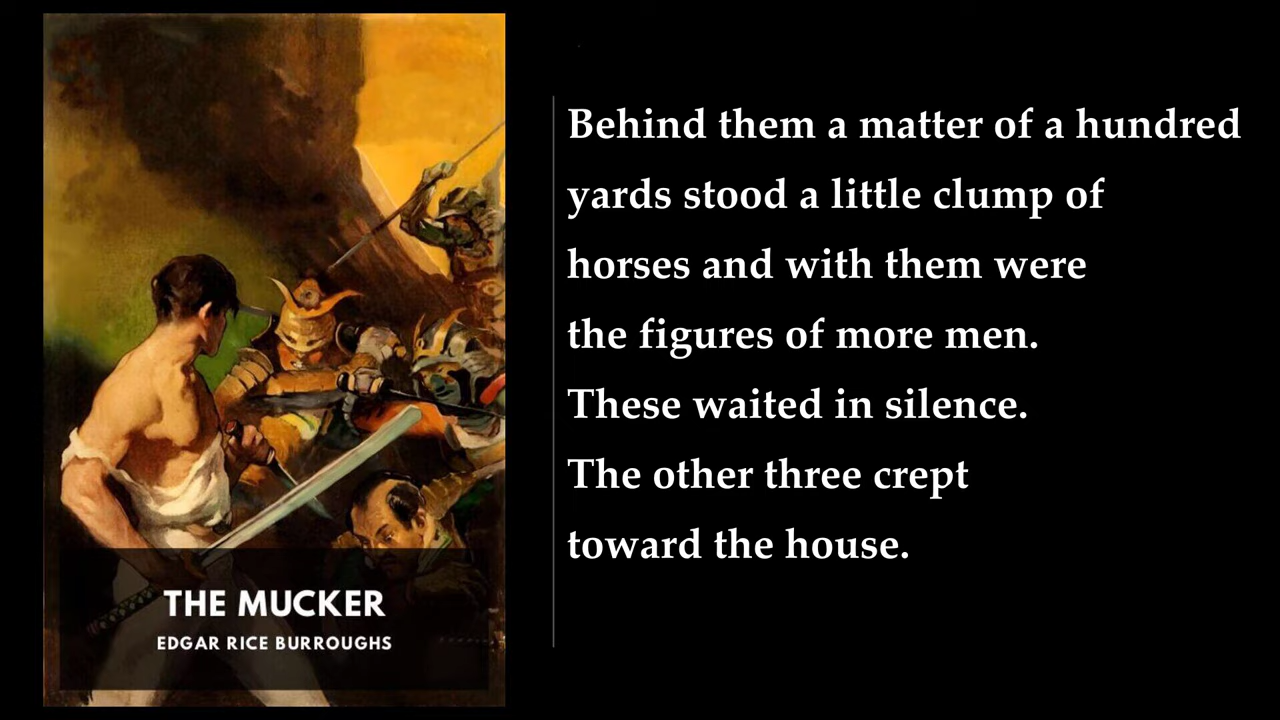 THE MUCKER
EDGAR RICE BURROUGHS
Behind them a matter of a hundred
yards stood a little clump of
horses and with them were
the figures of more men.
These waited in silence.
The other three crept
toward the house.